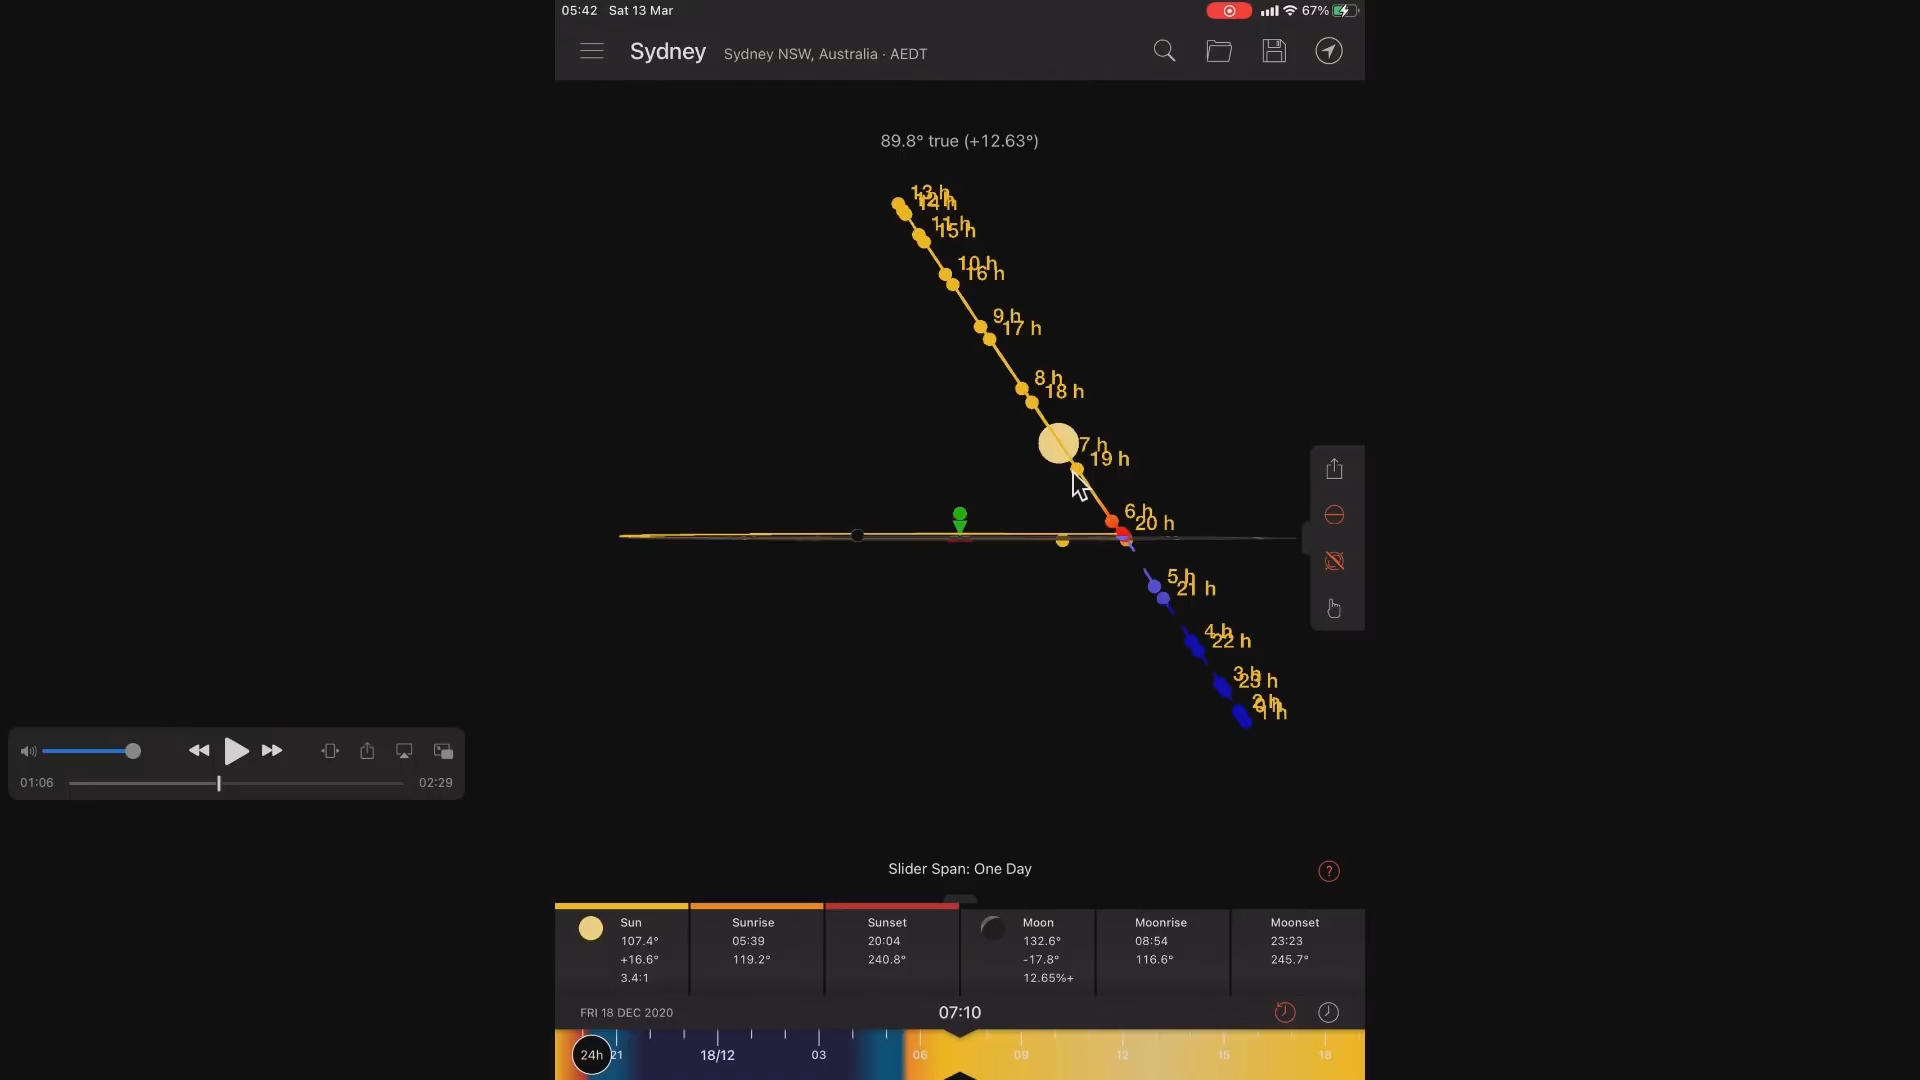 05:42 Sat 13 Mar
67%
Sydney Sydney NSW, Australia · AEDT
89.8° true (+12.63°)
13 h
12 h
14 h
11 h
15 h
10 h
16 h
9 h
17 h
8 h
18 h
7 h
19 h
6 h
20 h
5 h
21 h
4 h
22 h
3 h
23 h
2 h
1 h
01:06 02:29
Slider Span: One Day
?
Sun
107.4°
+16.6°
3.4:1
Sunrise
05:39
119.2°
Sunset
20:04
240.8°
Moon
132.6°
-17.8°
12.65%+
Moonrise
08:54
116.6°
Moonset
23:23
245.7°
FRI 18 DEC 2020 07:10
24h 21 18/12 03 06 09 12 15 18